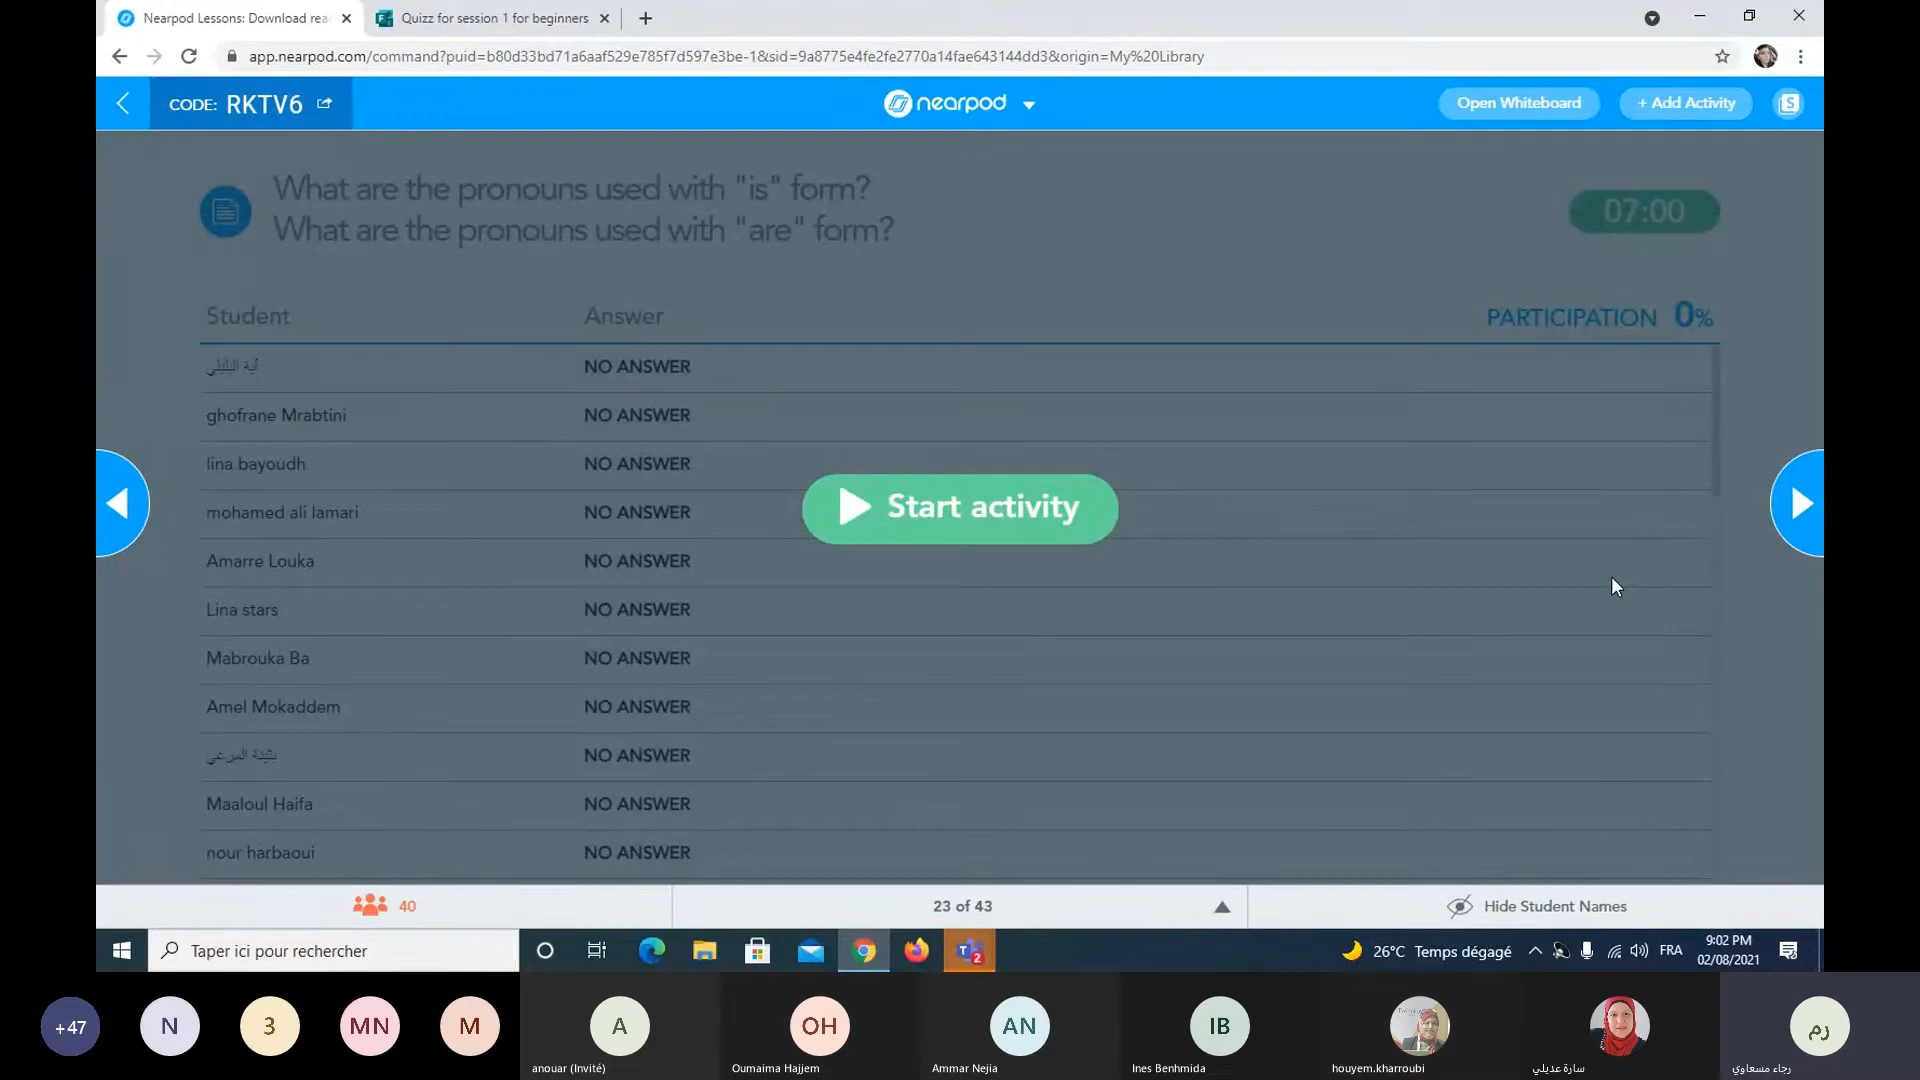 Nearpod Lessons: Download rea
Quizz for session 1 for beginners
app.nearpod.com/command?puid=b80d33bd71a6aaf529e785f7d597e3be-1&sid=9a8775e4fe2fe2770a14fae643144dd3&origin=My%20Library
CODE: RKTV6
nearpod
Open Whiteboard
+ Add Activity
S
What are the pronouns used with "is" form?
What are the pronouns used with "are" form?
07:00
Student
Answer
PARTICIPATION 0%
آية البليلي NO ANSWER
ghofrane Mrabtini NO ANSWER
lina bayoudh NO ANSWER
mohamed ali lamari NO ANSWER
Amarre Louka NO ANSWER
Lina stars NO ANSWER
Mabrouka Ba NO ANSWER
Amel Mokaddem NO ANSWER
بثينة المرعي NO ANSWER
Maaloul Haifa NO ANSWER
nour harbaoui NO ANSWER
Start activity
40
23 of 43
Hide Student Names
Taper ici pour rechercher
T
2
26°C Temps dégagé
FRA
9:02 PM
02/08/2021
+47
N
3
MN
M
A
OH
AN
IB
رم
anouar (Invité)
Oumaima Hajjem
Ammar Nejia
Ines Benhmida
houyem.kharroubi
سارة عديلي
رجاء مسعاوي